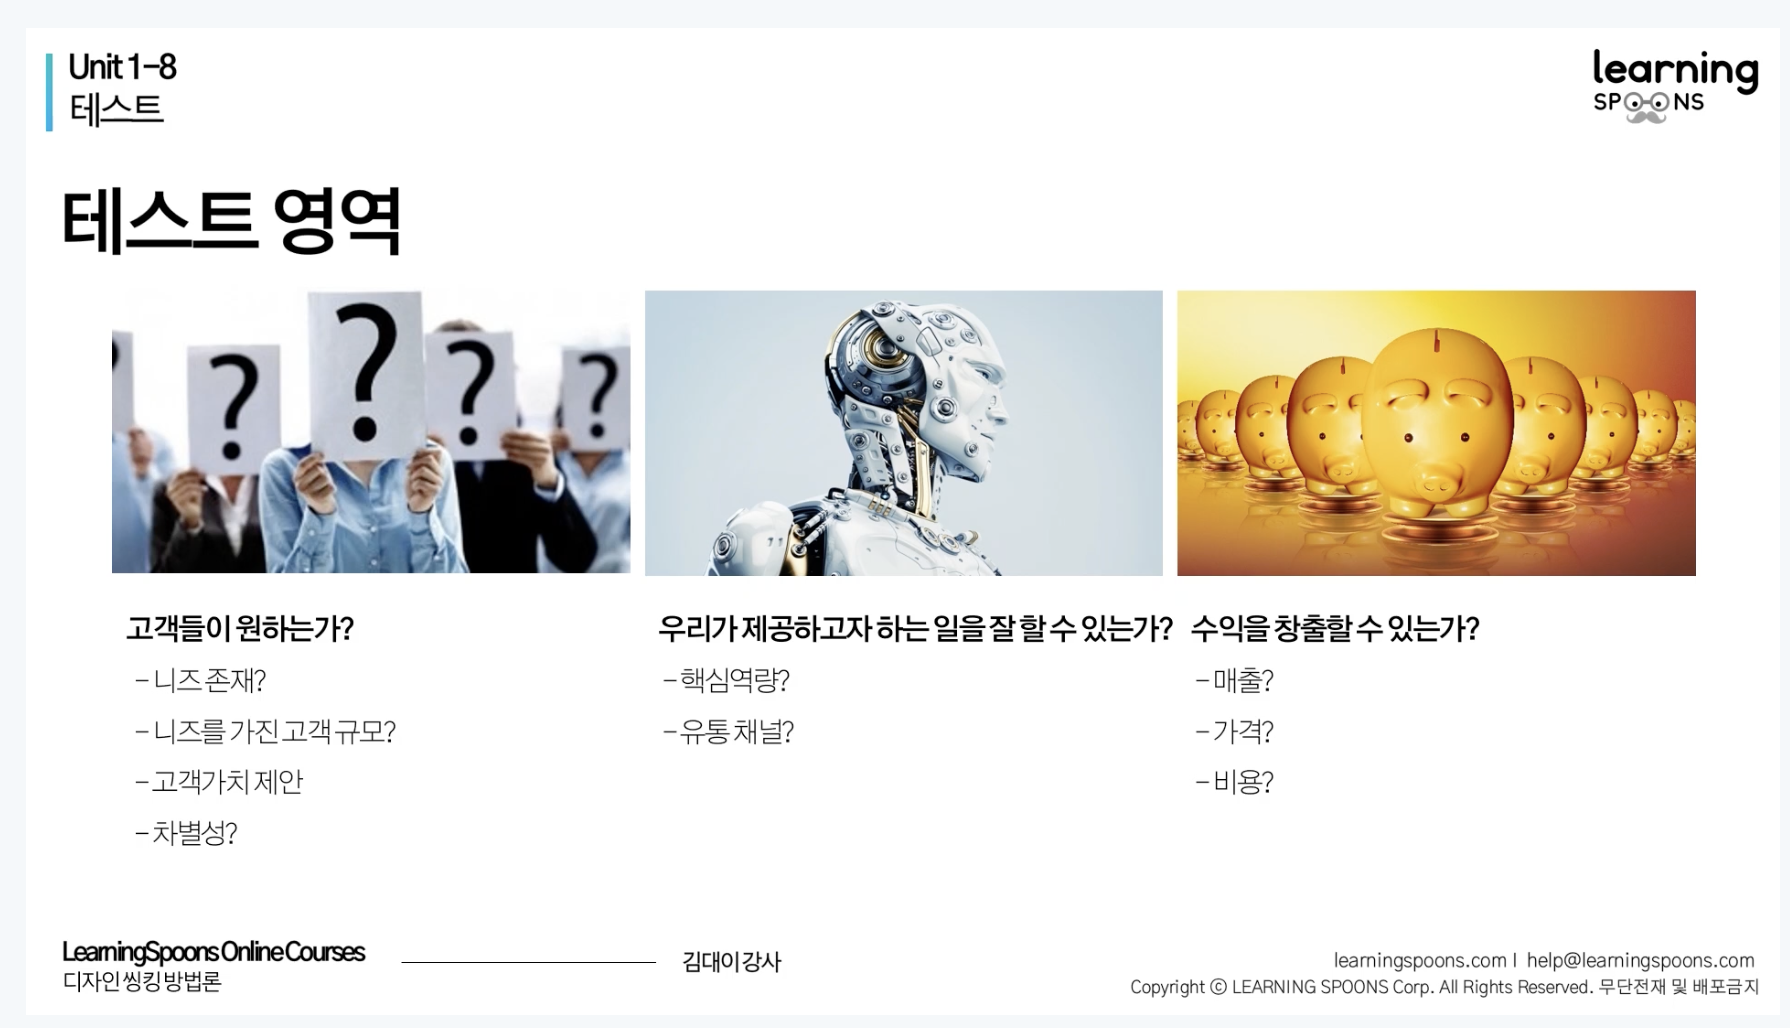 Unit 1-8
테스트
learning
SPOONS
테스트 영역
? ? ? ? ?
고객들이 원하는가?
- 니즈 존재?
- 니즈를 가진 고객 규모?
- 고객가치 제안
- 차별성?
우리가 제공하고자 하는 일을 잘 할 수 있는가?
- 핵심역량?
- 유통 채널?
수익을 창출할 수 있는가?
- 매출?
- 가격?
- 비용?
LearningSpoons Online Courses
디자인 씽킹 방법론
김대이 강사
learningspoons.com I help@learningspoons.com
Copyright ⓒ LEARNING SPOONS Corp. All Rights Reserved. 무단전재 및 배포금지